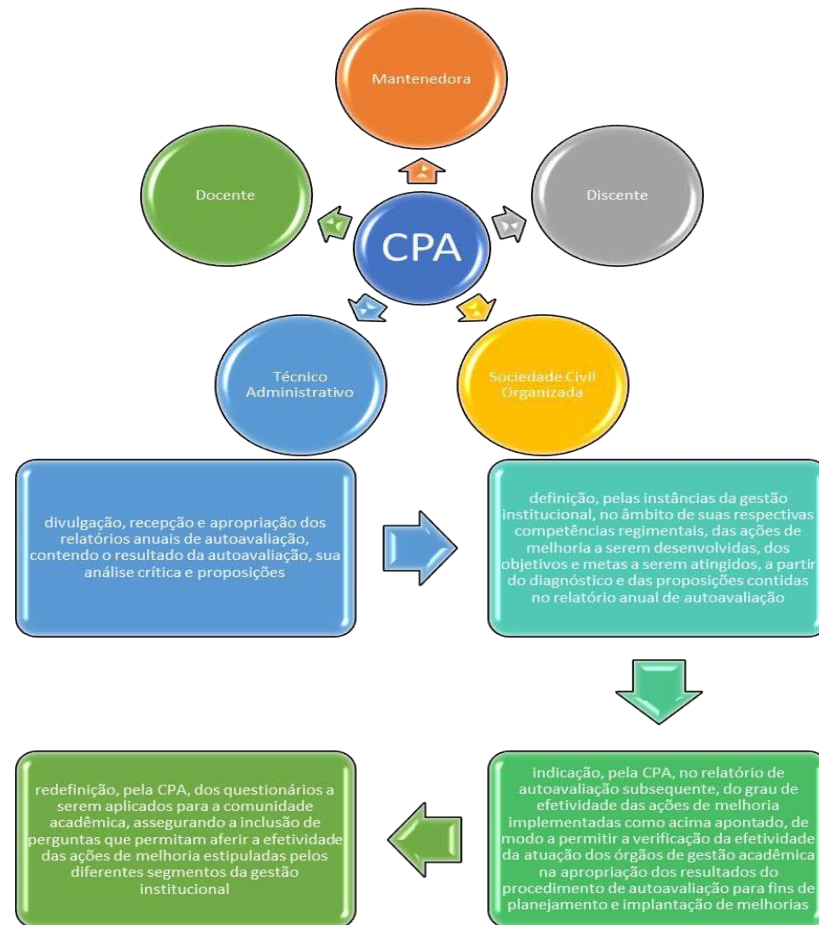 Mantenedora
Docente
Discente
CPA
Técnico
Administrativo
Sociedade Civil
Organizada
divulgação, recepção e apropriação dos
relatórios anuais de autoavaliação,
contendo o resultado da autoavaliação, sua
análise crítica e proposições
definição, pelas instâncias da gestão
institucional, no âmbito de suas respectivas
competências regimentais, das ações de
melhoria a serem desenvolvidas, dos
objetivos e metas a serem atingidos, a partir
do diagnóstico e das proposições contidas
no relatório anual de autoavaliação
redefinição, pela CPA, dos questionários a
serem aplicados para a comunidade
acadêmica, assegurando a inclusão de
perguntas que permitam aferir a efetividade
das ações de melhoria estipuladas pelos
diferentes segmentos da gestão
institucional
indicação, pela CPA, no relatório de
autoavaliação subsequente, do grau de
efetividade das ações de melhoria
implementadas como acima apontado, de
modo a permitir a verificação da efetividade
da atuação dos órgãos de gestão acadêmica
na apropriação dos resultados do
procedimento de autoavaliação para fins de
planejamento e implantação de melhorias